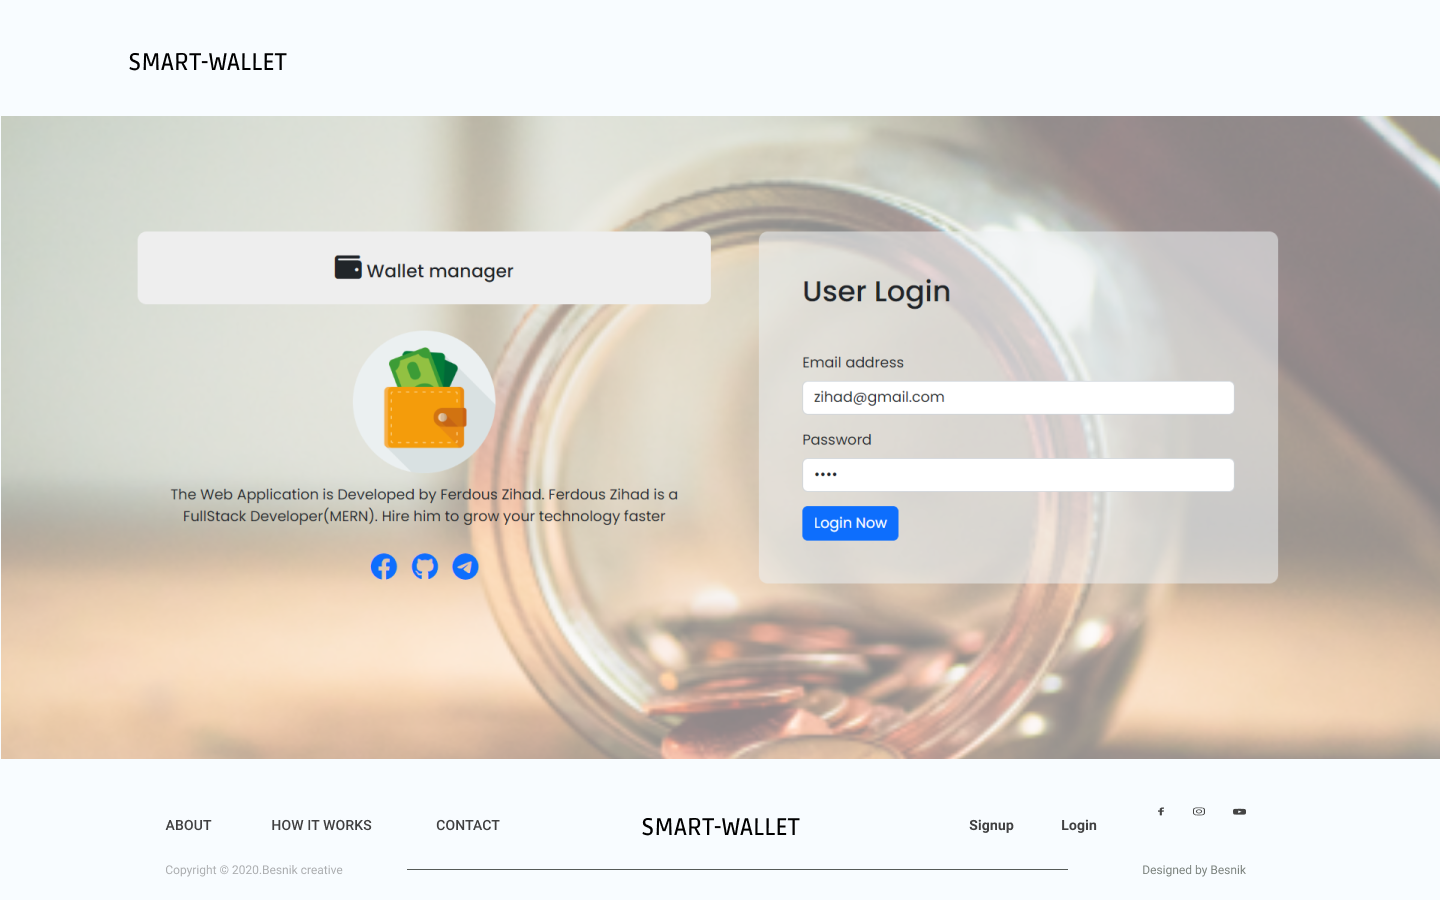 SMART-WALLET
Wallet manager
The Web Application is Developed by Ferdous Zihad. Ferdous Zihad is a
FullStack Developer(MERN). Hire him to grow your technology faster
User Login
Email address
zihad@gmail.com
Password
••••
Login Now
ABOUT
HOW IT WORKS
CONTACT
SMART-WALLET
Signup
Login
Copyright © 2020.Besnik creative
Designed by Besnik